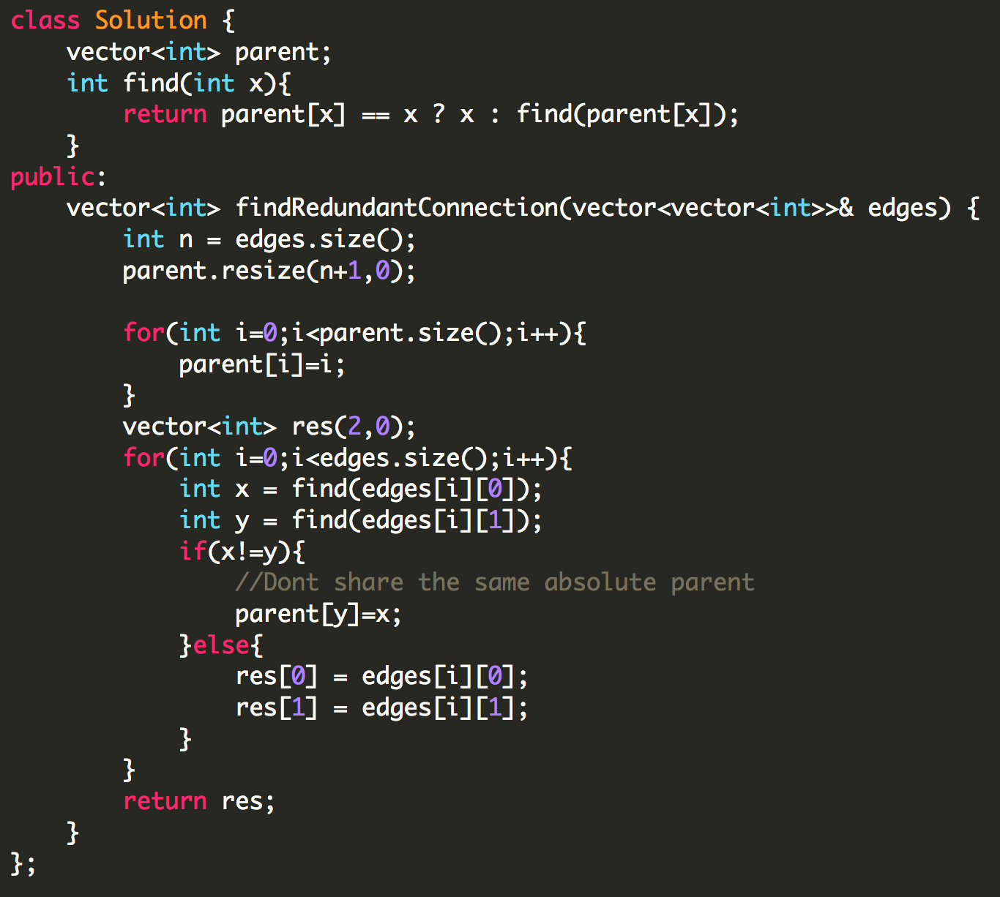 class Solution {
    vector<int> parent;
    int find(int x){
        return parent[x] == x ? x : find(parent[x]);
    }
public:
    vector<int> findRedundantConnection(vector<vector<int>>& edges) {
        int n = edges.size();
        parent.resize(n+1,0);

        for(int i=0;i<parent.size();i++){
            parent[i]=i;
        }
        vector<int> res(2,0);
        for(int i=0;i<edges.size();i++){
            int x = find(edges[i][0]);
            int y = find(edges[i][1]);
            if(x!=y){
                //Dont share the same absolute parent
                parent[y]=x;
            }else{
                res[0] = edges[i][0];
                res[1] = edges[i][1];
            }
        }
        return res;
    }
};